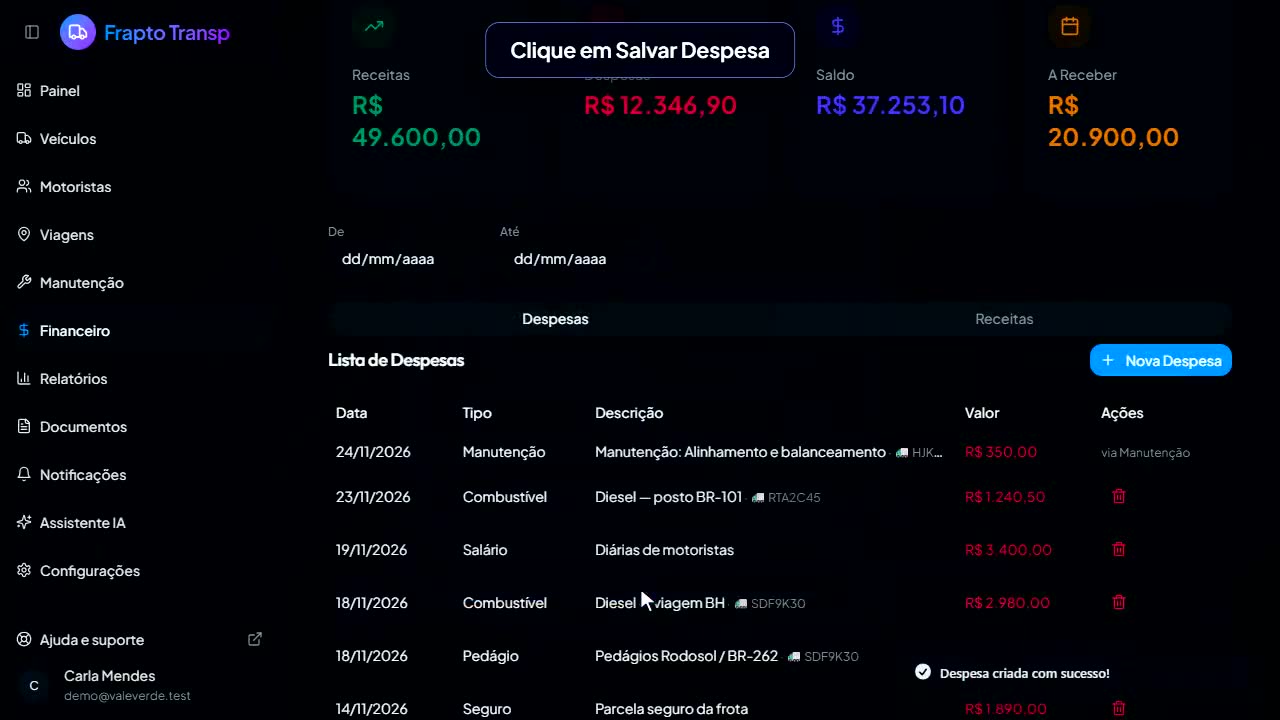 Frapto Transp
Clique em Salvar Despesa
Painel
Veículos
Motoristas
Viagens
Manutenção
Financeiro
Relatórios
Documentos
Notificações
Assistente IA
Configurações
Ajuda e suporte
C
Carla Mendes
demo@valeverde.test
Receitas
R$
49.600,00
Despesas
R$ 12.346,90
Saldo
R$ 37.253,10
A Receber
R$
20.900,00
De
Até
dd/mm/aaaa
dd/mm/aaaa
Despesas
Receitas
Lista de Despesas
+ Nova Despesa
Data Tipo Descrição Valor Ações
24/11/2026 Manutenção Manutenção: Alinhamento e balanceamento · HJK... R$ 350,00 via Manutenção
23/11/2026 Combustível Diesel — posto BR-101 · RTA2C45 R$ 1.240,50
19/11/2026 Salário Diárias de motoristas R$ 3.400,00
18/11/2026 Combustível Diesel viagem BH · SDF9K30 R$ 2.980,00
18/11/2026 Pedágio Pedágios Rodosol / BR-262 · SDF9K30
14/11/2026 Seguro Parcela seguro da frota R$ 1.890,00
Despesa criada com sucesso!